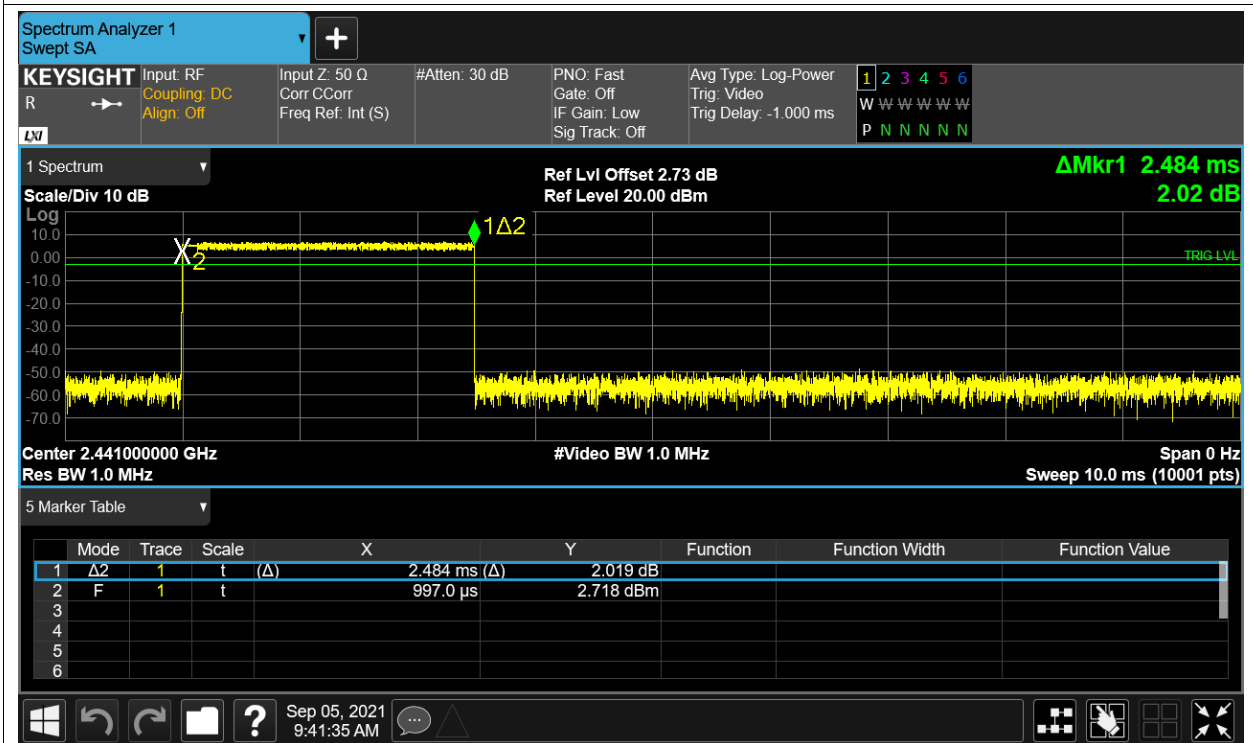 Spectrum Analyzer 1
Swept SA
KEYSIGHT Input: RF Input Z: 50 Ω #Atten: 30 dB PNO: Fast Avg Type: Log-Power 1 2 3 4 5 6
R Coupling: DC Corr CCorr Gate: Off Trig: Video
Align: Off Freq Ref: Int (S) IF Gain: Low Trig Delay: -1.000 ms W W W W W W
LXI Sig Track: Off P N N N N N
1 Spectrum Ref Lvl Offset 2.73 dB ΔMkr1 2.484 ms
Scale/Div 10 dB Ref Level 20.00 dBm 2.02 dB
Log
1Δ2
10.0
2
0.00 TRIG LVL
-10.0
-20.0
-30.0
-40.0
-50.0
-60.0
-70.0
Center 2.441000000 GHz #Video BW 1.0 MHz Span 0 Hz
Res BW 1.0 MHz Sweep 10.0 ms (10001 pts)
5 Marker Table
Mode Trace Scale X Y Function Function Width Function Value
1 Δ2 1 t (Δ) 2.484 ms (Δ) 2.019 dB
2 F 1 t 997.0 µs 2.718 dBm
3
4
5
6
? Sep 05, 2021
9:41:35 AM